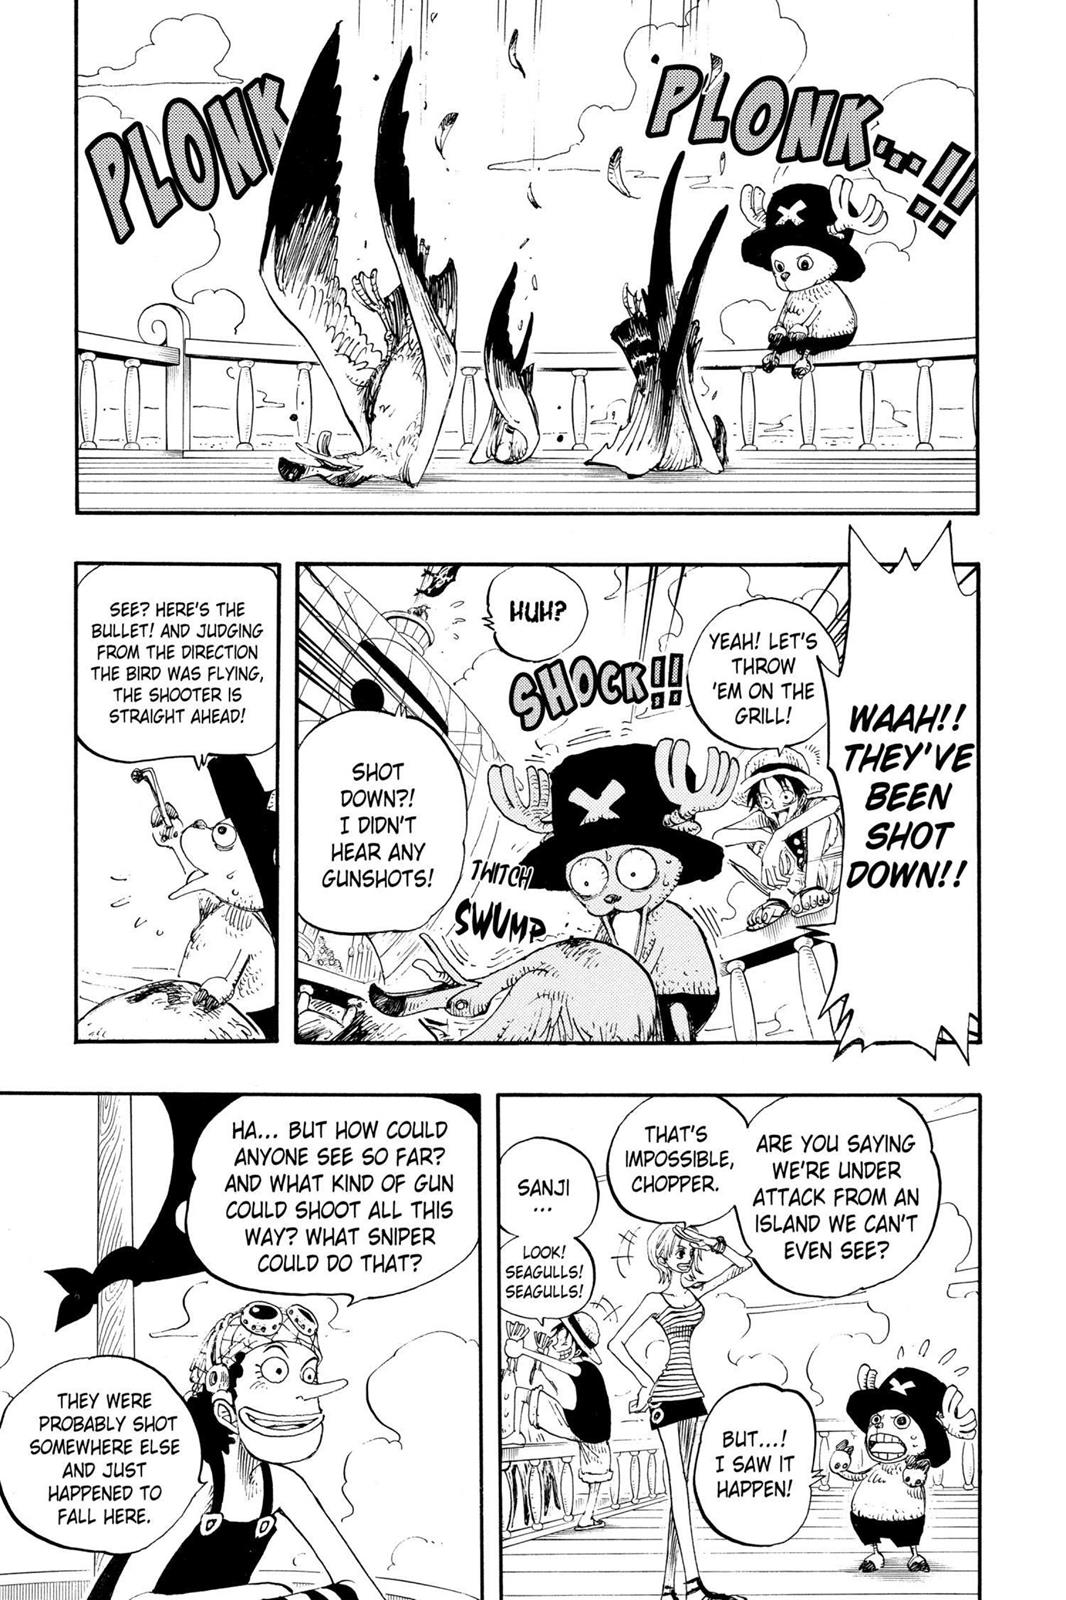 PLONK...!!
PLONK
WAAH!!
THEY'VE
BEEN
SHOT
DOWN!!
YEAH! LET'S
THROW
'EM ON THE
GRILL!
HUH?
SHOCK!!
SHOT
DOWN?!
I DIDN'T
HEAR ANY
GUNSHOTS!
TWITCH
SWUMP
SEE? HERE'S THE
BULLET! AND JUDGING
FROM THE DIRECTION
THE BIRD WAS FLYING,
THE SHOOTER IS
STRAIGHT AHEAD!
ARE YOU SAYING
WE'RE UNDER
ATTACK FROM AN
ISLAND WE CAN'T
EVEN SEE?
THAT'S
IMPOSSIBLE,
CHOPPER.
SANJI
...
LOOK!
SEAGULLS!
SEAGULLS!
BUT...!
I SAW IT
HAPPEN!
HA... BUT HOW COULD
ANYONE SEE SO FAR?
AND WHAT KIND OF GUN
COULD SHOOT ALL THIS
WAY? WHAT SNIPER
COULD DO THAT?
THEY WERE
PROBABLY SHOT
SOMEWHERE ELSE
AND JUST
HAPPENED TO
FALL HERE.